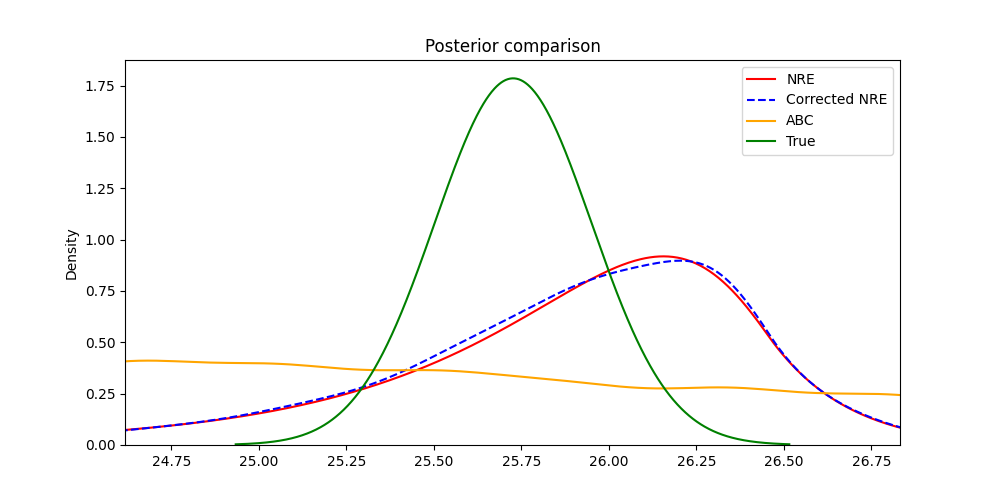 Posterior comparison
NRE
Corrected NRE
ABC
True
Density
1.75
1.50
1.25
1.00
0.75
0.50
0.25
0.00
24.75 25.00 25.25 25.50 25.75 26.00 26.25 26.50 26.75